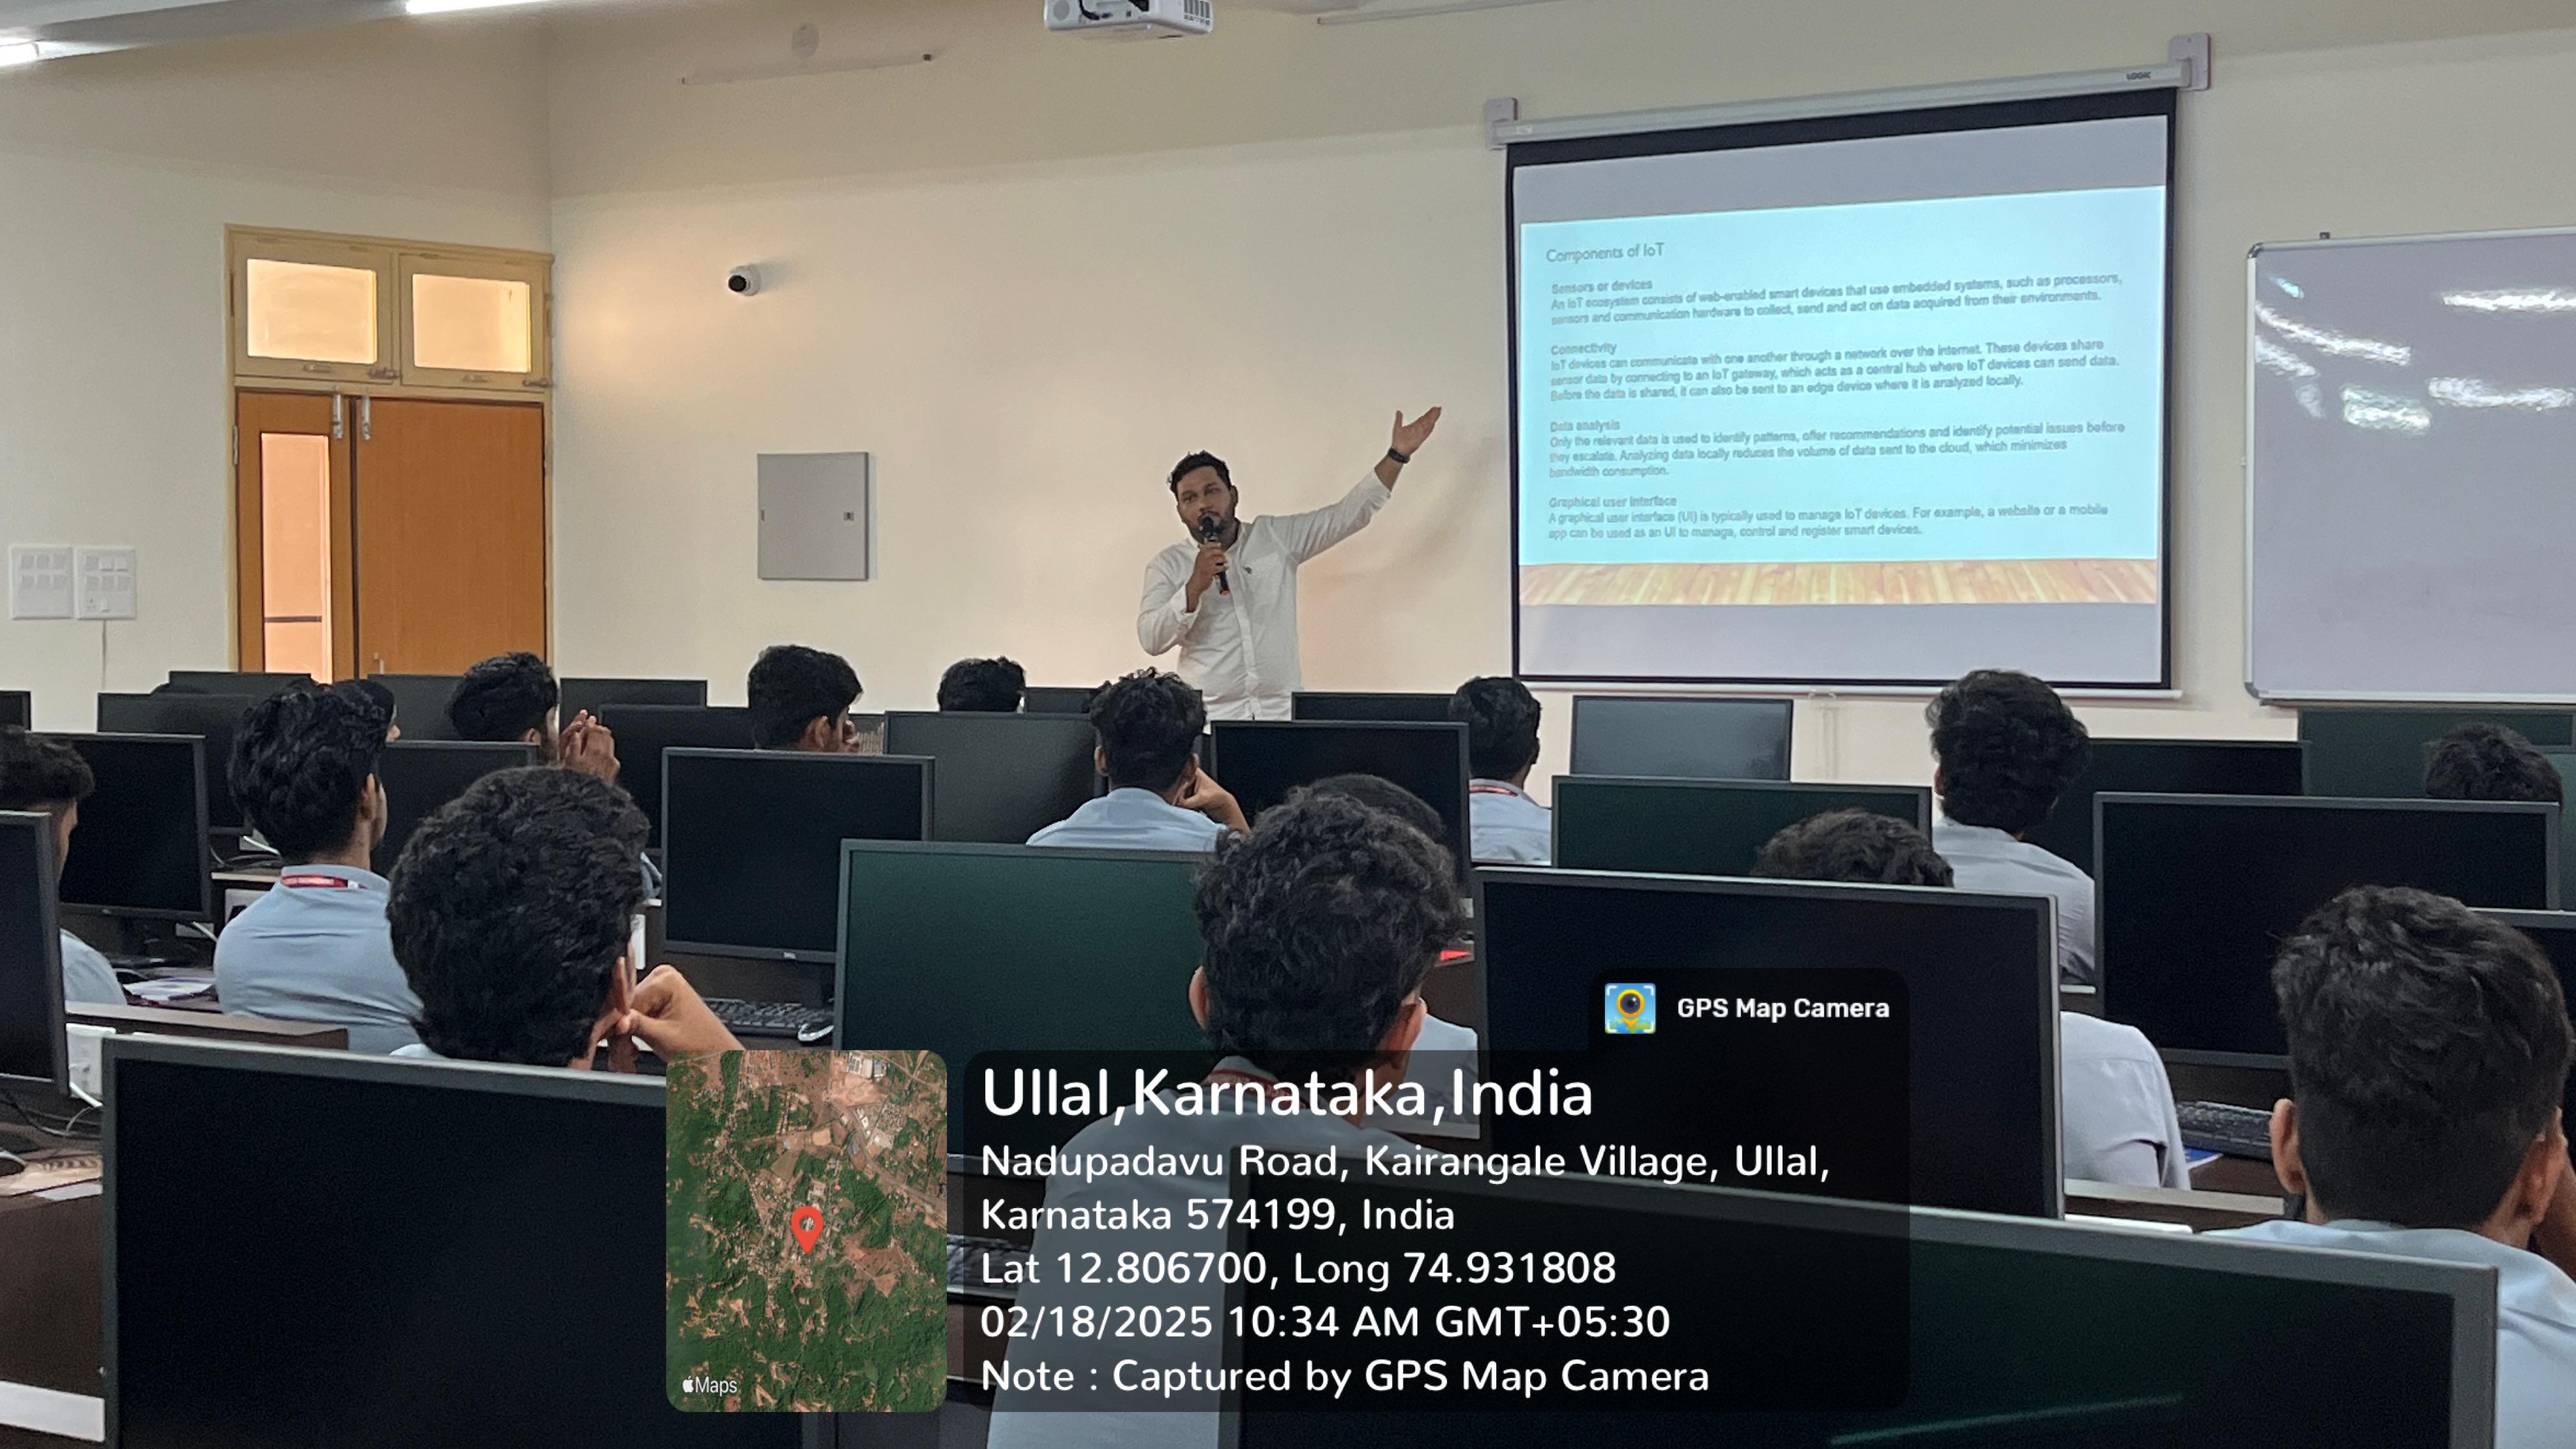 LOGIC
Components of IoT
Sensors or devices
An IoT ecosystem consists of web-enabled smart devices that use embedded systems, such as processors,
sensors and communication hardware to collect, send and act on data acquired from their environments.
Connectivity
IoT devices can communicate with one another through a network over the internet. These devices share
sensor data by connecting to an IoT gateway, which acts as a central hub where IoT devices can send data.
Before the data is shared, it can also be sent to an edge device where it is analyzed locally.
Data analysis
Only the relevant data is used to identify patterns, offer recommendations and identify potential issues before
they escalate. Analyzing data locally reduces the volume of data sent to the cloud, which minimizes
bandwidth consumption.
Graphical user interface
A graphical user interface (UI) is typically used to manage IoT devices. For example, a website or a mobile
app can be used as an UI to manage, control and register smart devices.
GPS Map Camera
Ullal,Karnataka,India
Nadupadavu Road, Kairangale Village, Ullal,
Karnataka 574199, India
Lat 12.806700, Long 74.931808
02/18/2025 10:34 AM GMT+05:30
Note : Captured by GPS Map Camera
Maps